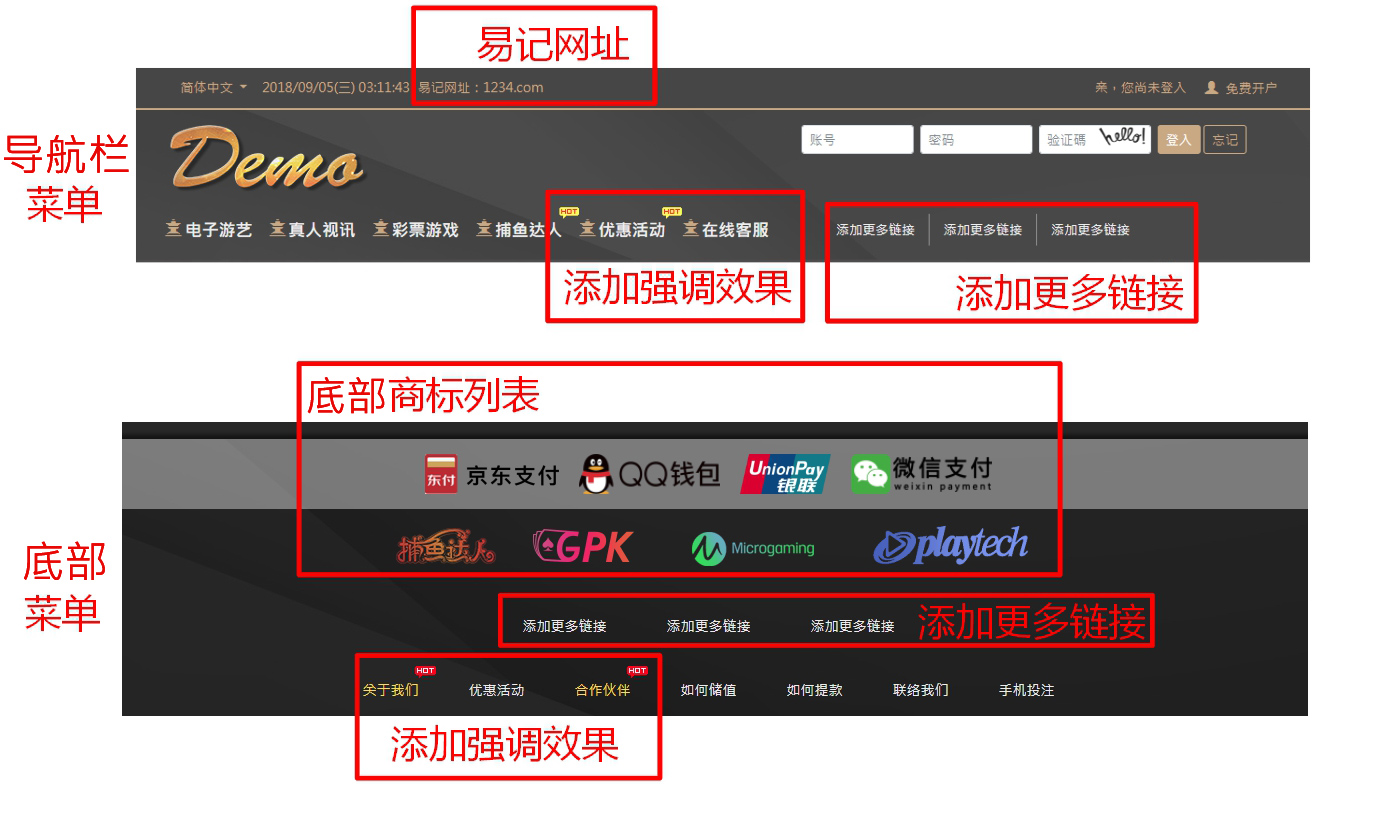 易记网址
简体中文 2018/09/05(三) 03:11:43 易记网址：1234.com 亲，您尚未登入 免费开户
导航栏
菜单
Demo
账号 密码 验证碼 hello! 登入 忘记
HOT HOT
电子游艺 真人视讯 彩票游戏 捕鱼达人 优惠活动 在线客服 添加更多链接 添加更多链接 添加更多链接
添加强调效果 添加更多链接
底部商标列表
东付 京东支付 QQ钱包 UnionPay 银联 微信支付
weixin payment
捕鱼达人 GPK Microgaming playtech
底部
菜单
添加更多链接 添加更多链接 添加更多链接 添加更多链接
HOT HOT
关于我们 优惠活动 合作伙伴 如何储值 如何提款 联络我们 手机投注
添加强调效果